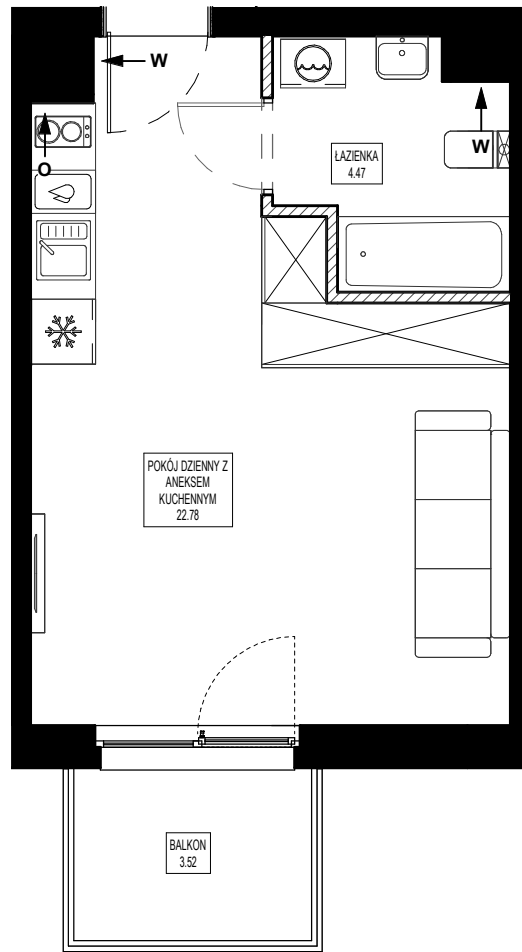 W
O
ŁAZIENKA
4.47
W
POKÓJ DZIENNY Z
ANEKSEM
KUCHENNYM
22.78
BALKON
3.52